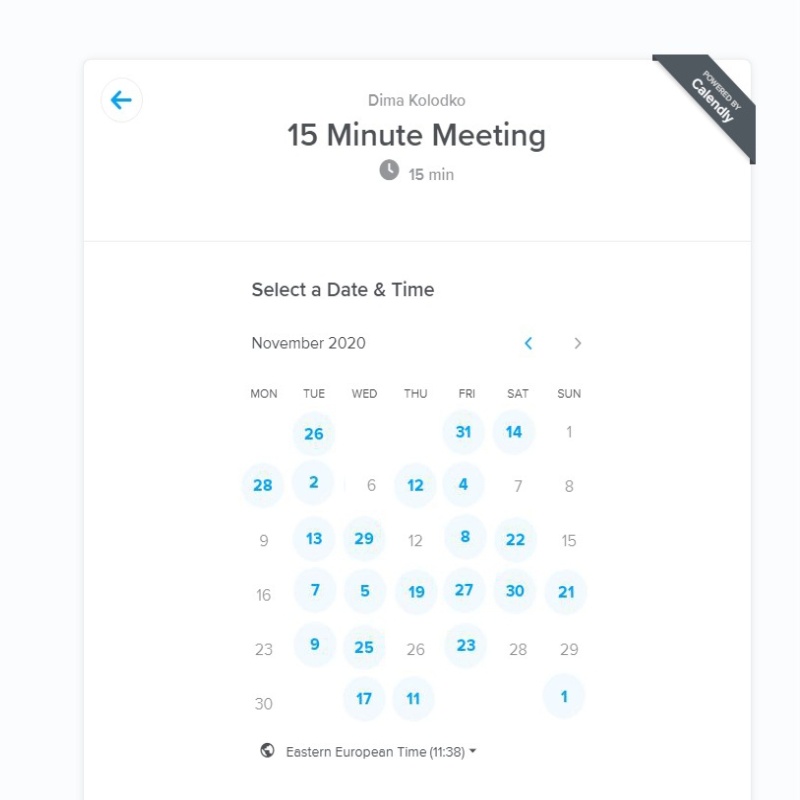 POWERED BY
Calendly
Dima Kolodko
15 Minute Meeting
15 min
Select a Date & Time
November 2020
MON TUE WED THU FRI SAT SUN
26 31 14 1
28 2 6 12 4 7 8
9 13 29 12 8 22 15
16 7 5 19 27 30 21
23 9 25 26 23 28 29
30 17 11 1
Eastern European Time (11:38)